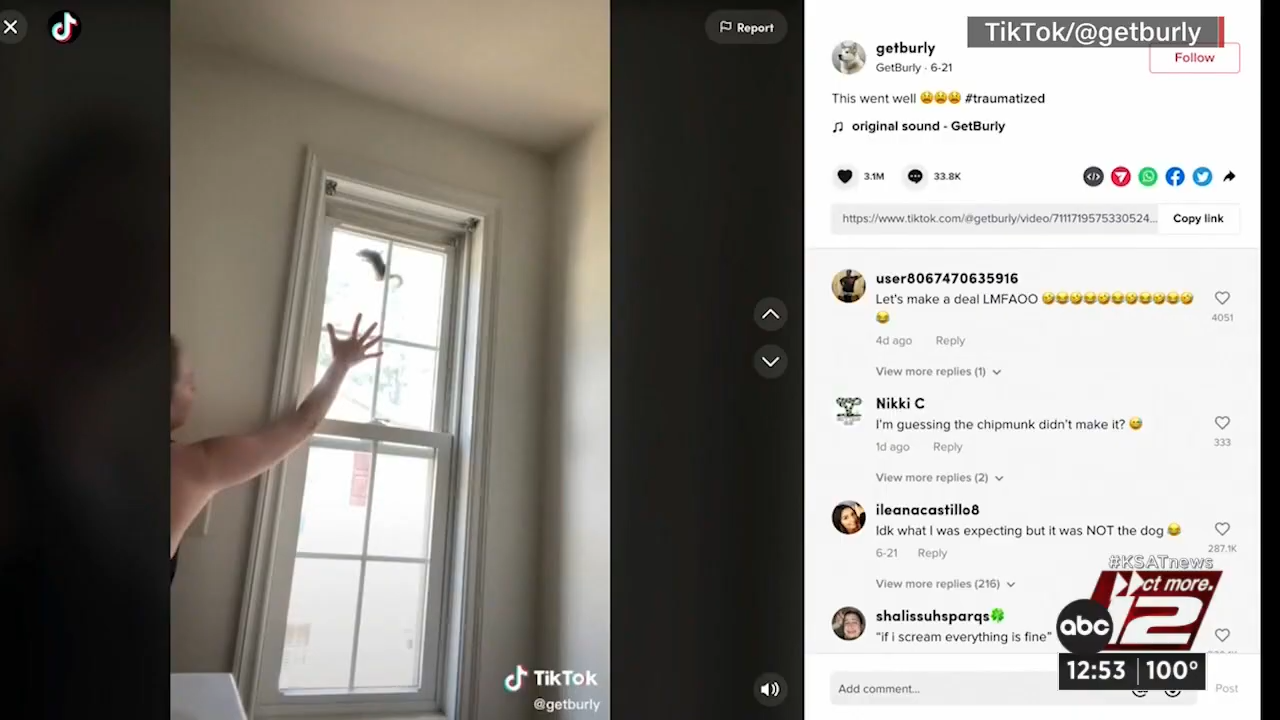 TikTok/@getburly
Report
getburly
GetBurly · 6-21
Follow
This went well 😫😫😫 #traumatized
original sound - GetBurly
3.1M
33.8K
https://www.tiktok.com/@getburly/video/7111719575330524...
Copy link
user8067470635916
Let's make a deal LMFAOO 🤣😂🤣😂🤣😂🤣😂🤣😂🤣
😂
4051
4d ago Reply
View more replies (1)
Nikki C
I'm guessing the chipmunk didn't make it? 😅
333
1d ago Reply
View more replies (2)
ileanacastillo8
Idk what I was expecting but it was NOT the dog 😂
287.1K
6-21 Reply
View more replies (216)
#KSATnews
shalissuhsparqs🍀
"if i scream everything is fine"
ct more.
abc
12
12:53 100°
TikTok
@getburly
Add comment...
Post